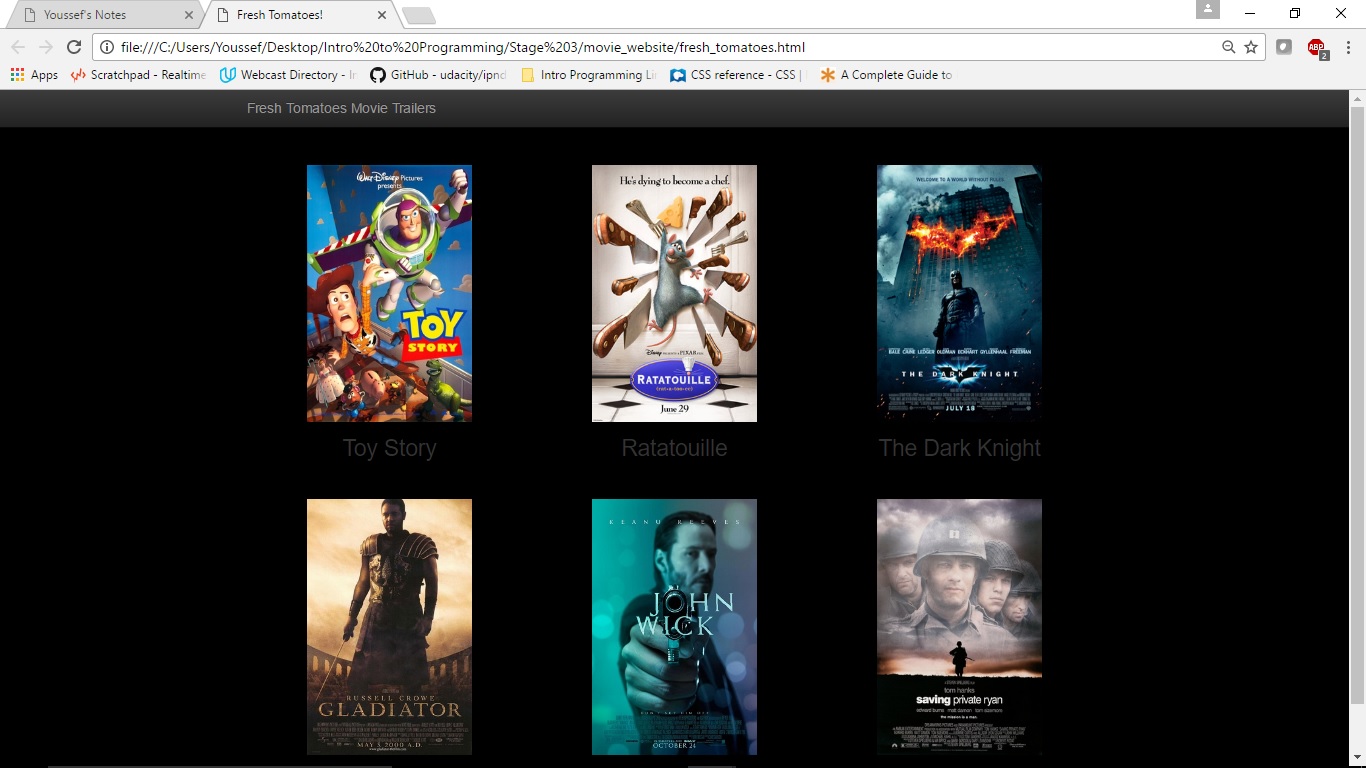 Youssef's Notes
Fresh Tomatoes!
file:///C:/Users/Youssef/Desktop/Intro%20to%20Programming/Stage%203/movie_website/fresh_tomatoes.html
ABP
2
Apps
Scratchpad - Realtime
Webcast Directory - In
GitHub - udacity/ipnd
Intro Programming Li
CSS reference - CSS |
A Complete Guide to
Fresh Tomatoes Movie Trailers
Walt Disney Pictures
presents
TOY
STORY
He's dying to become a chef.
Disney PRESENTS A PIXAR FILM
RATATOUILLE
June 29
WELCOME TO A WORLD WITHOUT RULES
BALE CAINE LEDGER OLDMAN ECKHART GYLLENHAAL FREEMAN
THE DARK KNIGHT
JULY 18
Toy Story
Ratatouille
The Dark Knight
RUSSELL CROWE
GLADIATOR
MAY 5 2000 A.D.
KEANU REEVES
JOHN
WICK
OCTOBER 24
tom hanks
saving private ryan
edward burns matt damon tom sizemore
the mission is a man.